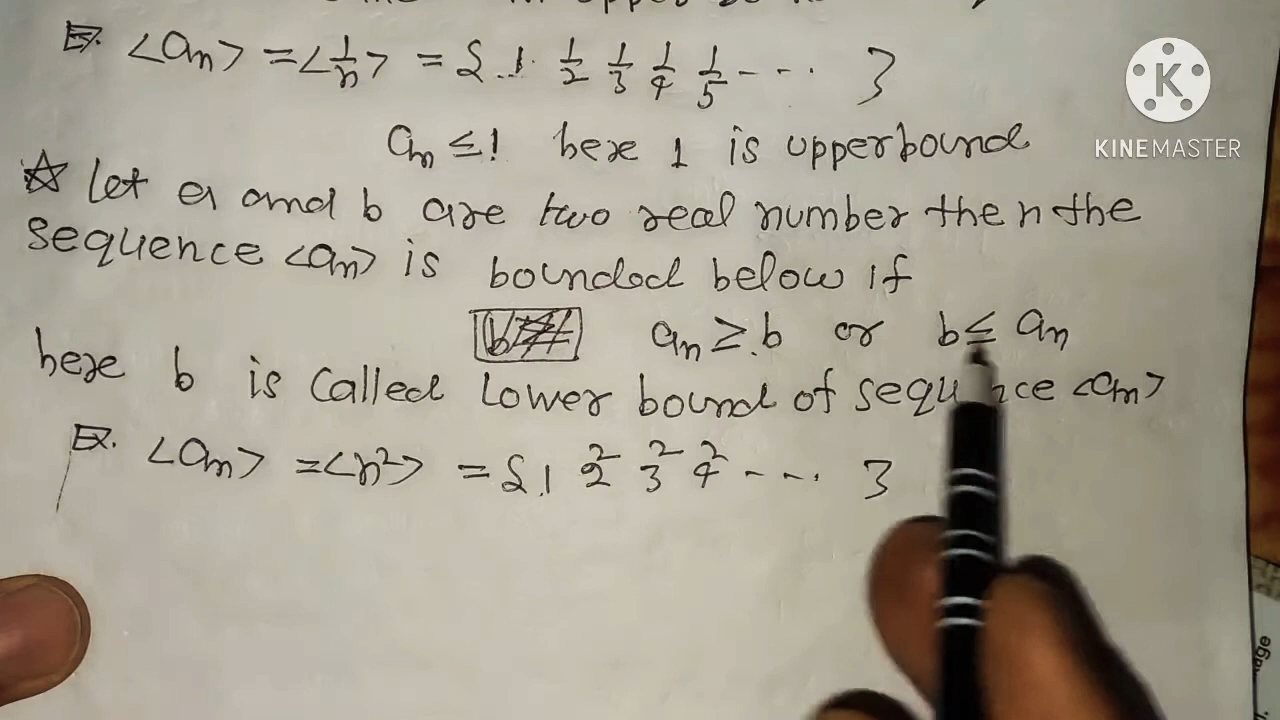 Ex. <an> = <1/n> = { 1 1/2 1/3 1/4 1/5 - - - }
an ≤ 1 here 1 is upperbound
K
KINEMASTER
☆ Let a and b are two real number then the
sequence <an> is bounded below if
an ≥ b or b ≤ an
here b is called Lower bound of sequence <an>
Ex. <an> = <n²> = { 1 2² 3² 4² - - - }